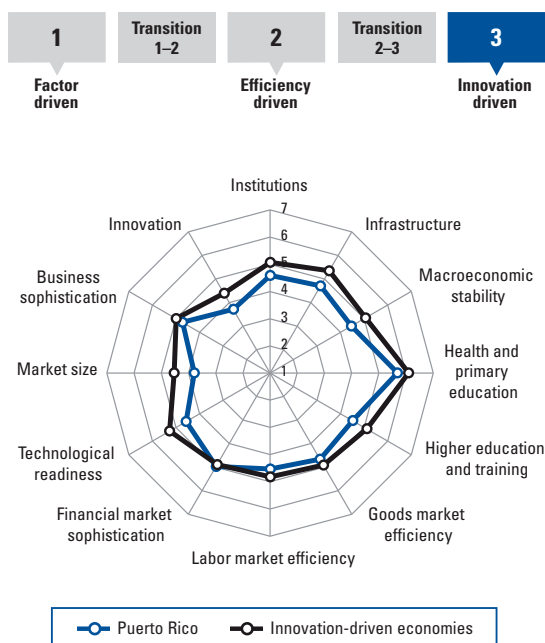 1
Transition
1–2
2
Transition
2–3
3
Factor
driven
Efficiency
driven
Innovation
driven
Institutions
7
Innovation
6
Infrastructure
5
Business
sophistication
Macroeconomic
stability
4
3
2
Market size
1
Health and
primary
education
Technological
readiness
Higher education
and training
Financial market
sophistication
Goods market
efficiency
Labor market efficiency
Puerto Rico
Innovation-driven economies